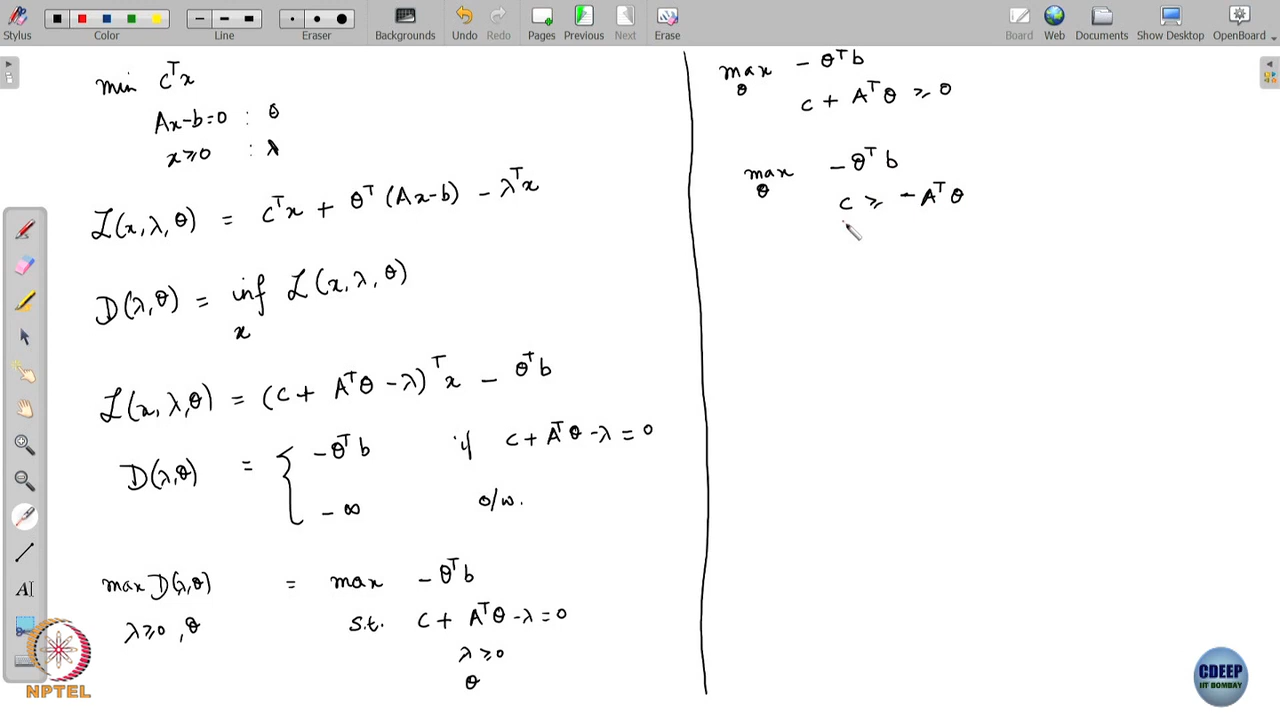 Stylus Color Line Eraser Backgrounds Undo Redo Pages Previous Next Erase Board Web Documents Show Desktop OpenBoard
min cᵀx
Ax-b=0 : θ
x≥0 : λ
ℒ(x,λ,θ) = cᵀx + θᵀ(Ax-b) - λᵀx
D(λ,θ) = inf ℒ(x,λ,θ)
x
ℒ(x,λ,θ) = (c + Aᵀθ - λ)ᵀx - θᵀb
D(λ,θ) = { -θᵀb if c + Aᵀθ - λ = 0
-∞ o/w.
max D(λ,θ) = max -θᵀb
λ≥0, θ s.t. c + Aᵀθ - λ = 0
λ≥0
θ
max -θᵀb
θ
c + Aᵀθ ≥ 0
max -θᵀb
θ
c ≥ -Aᵀθ
AI
NPTEL
CDEEP
IIT BOMBAY